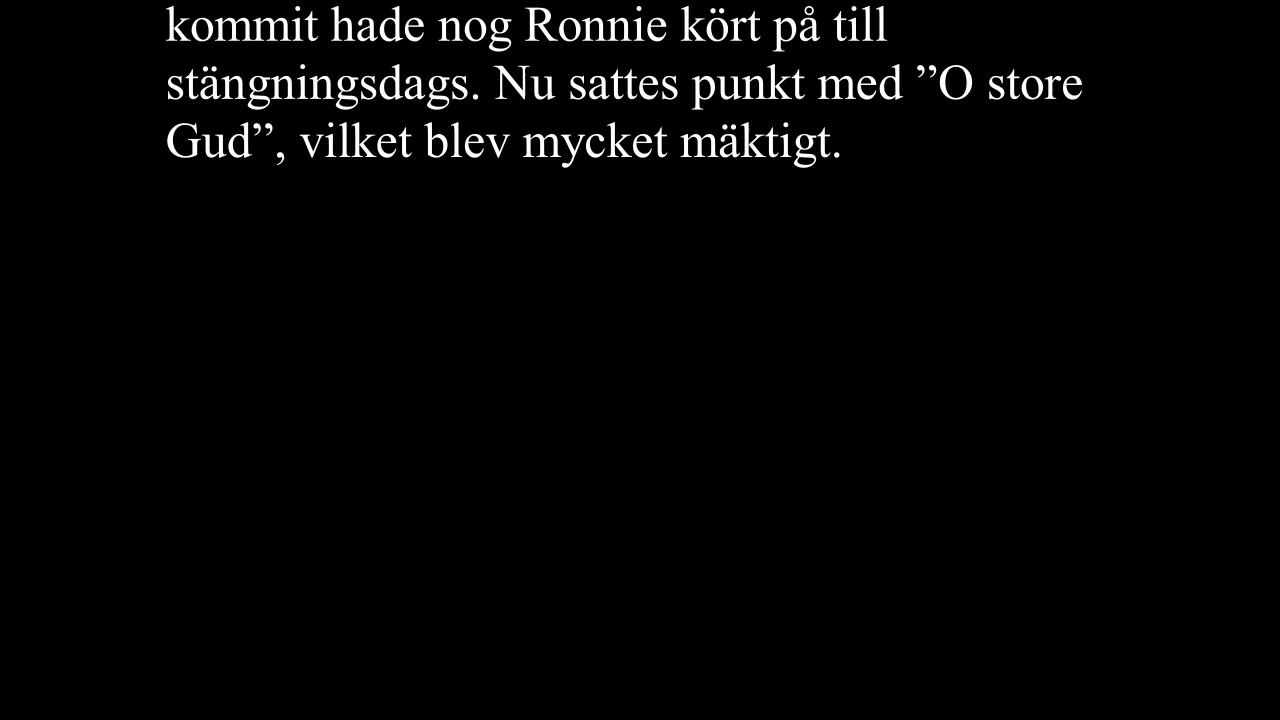 kommit hade nog Ronnie kört på till
stängningsdags. Nu sattes punkt med ”O store
Gud”, vilket blev mycket mäktigt.